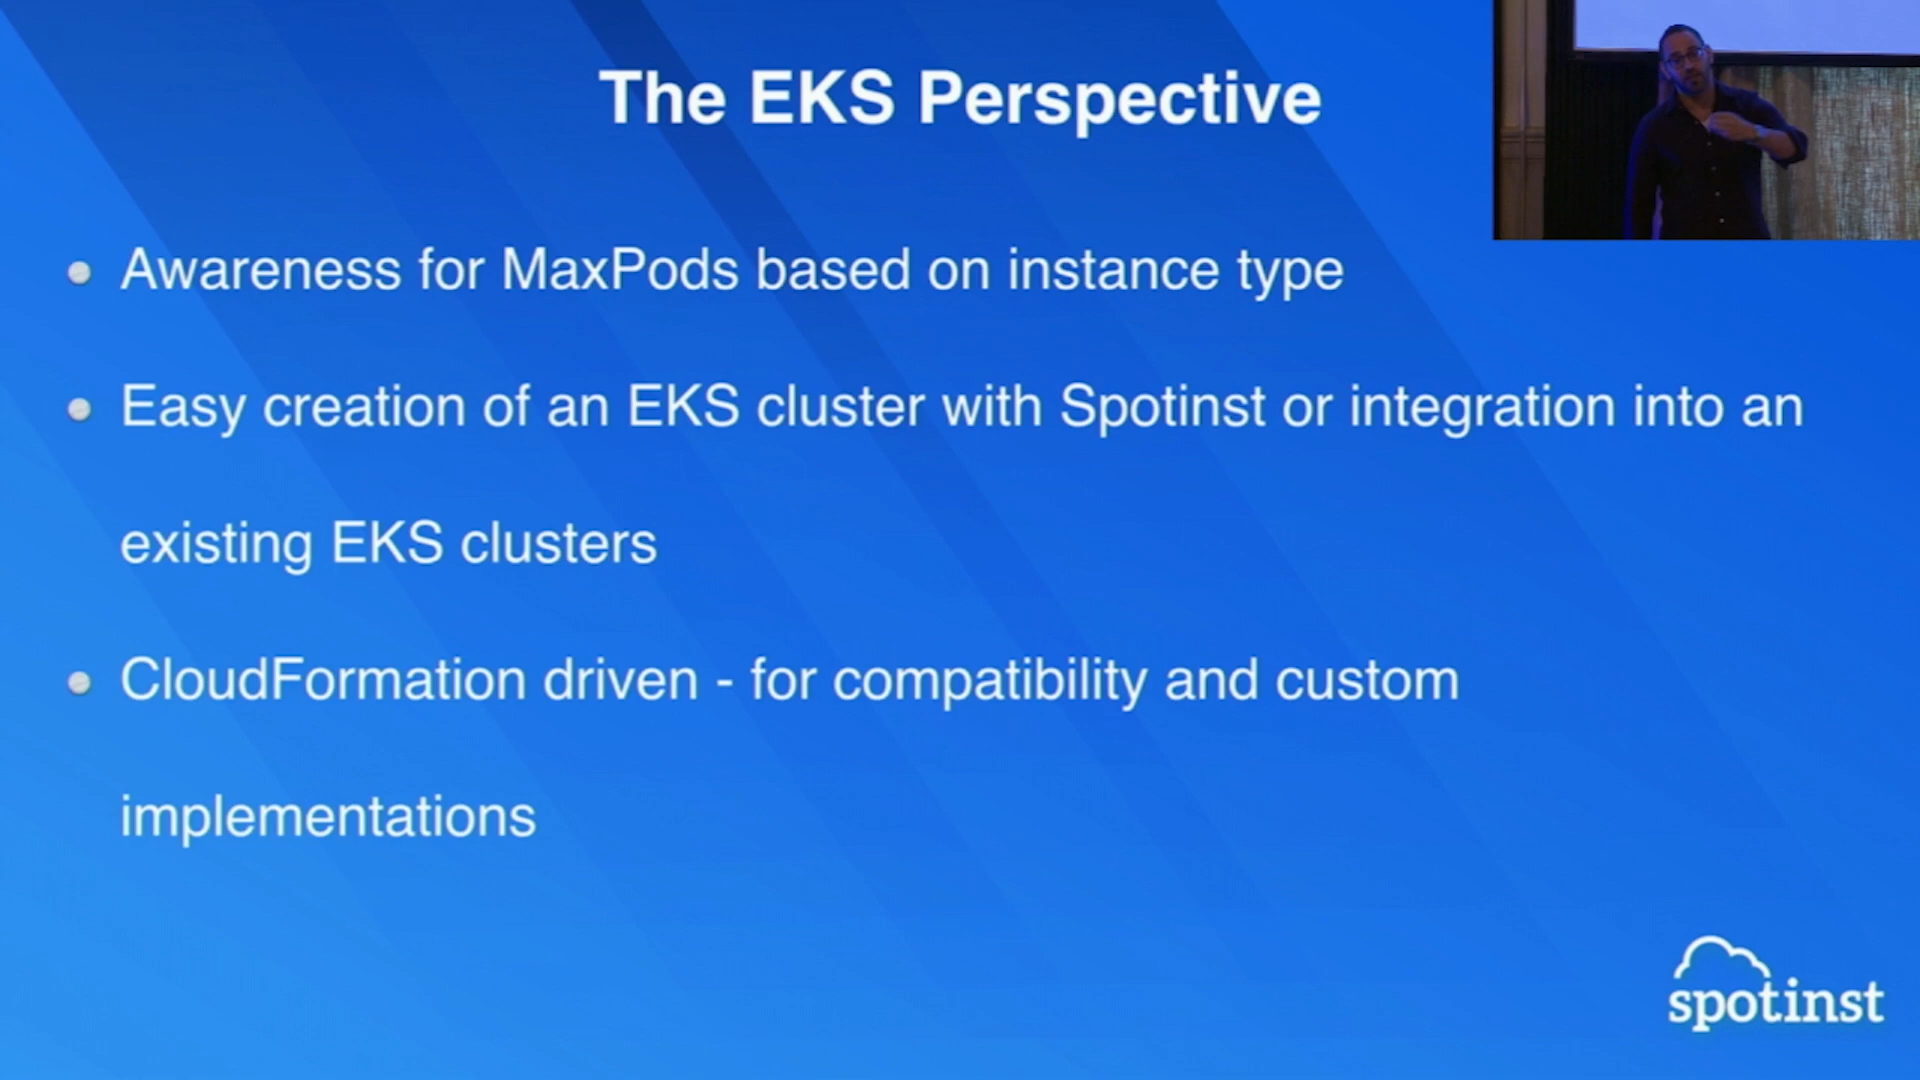 The EKS Perspective
Awareness for MaxPods based on instance type
Easy creation of an EKS cluster with Spotinst or integration into an
existing EKS clusters
CloudFormation driven - for compatibility and custom
implementations
spotinst